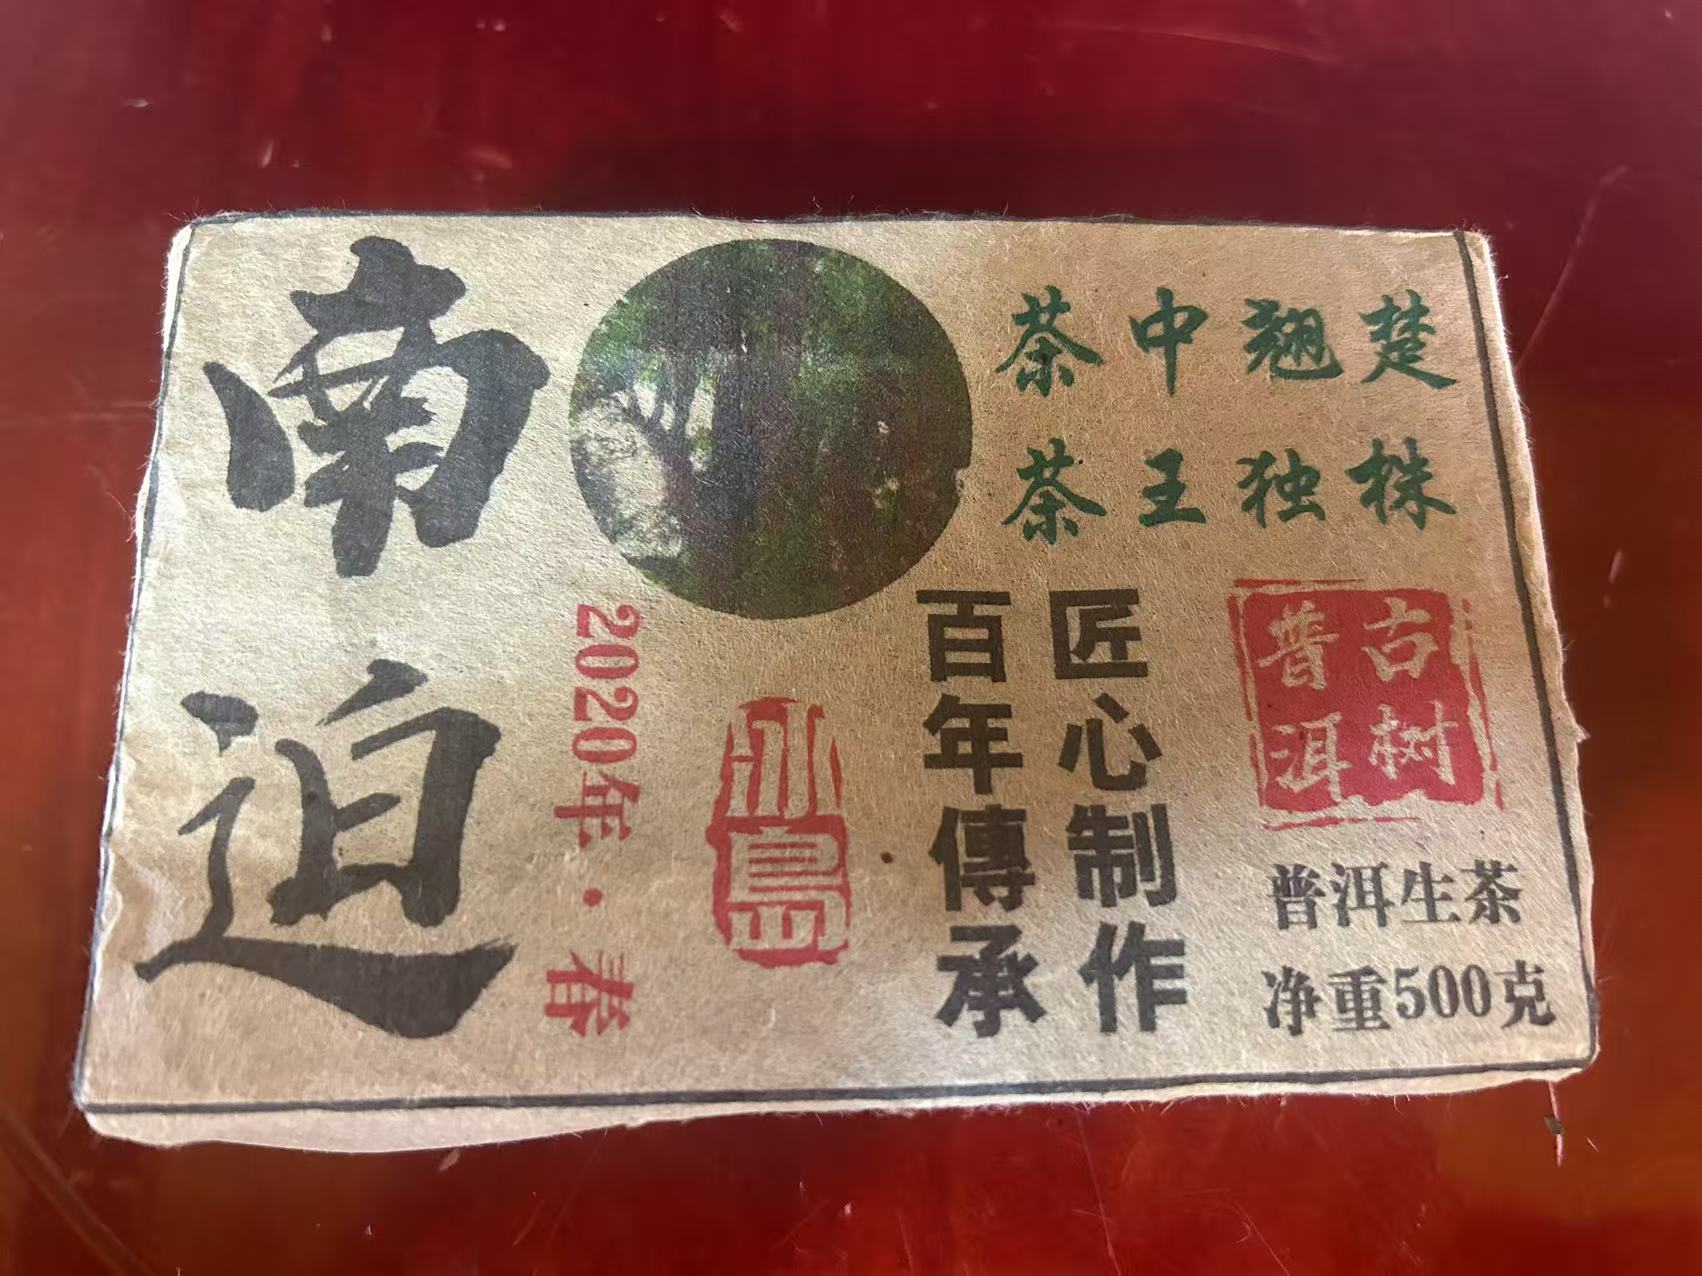 南迫
茶中翘楚
茶王独株
2020年·春
小島
百年傳承
匠心制作
古树
普洱
普洱生茶
净重500克